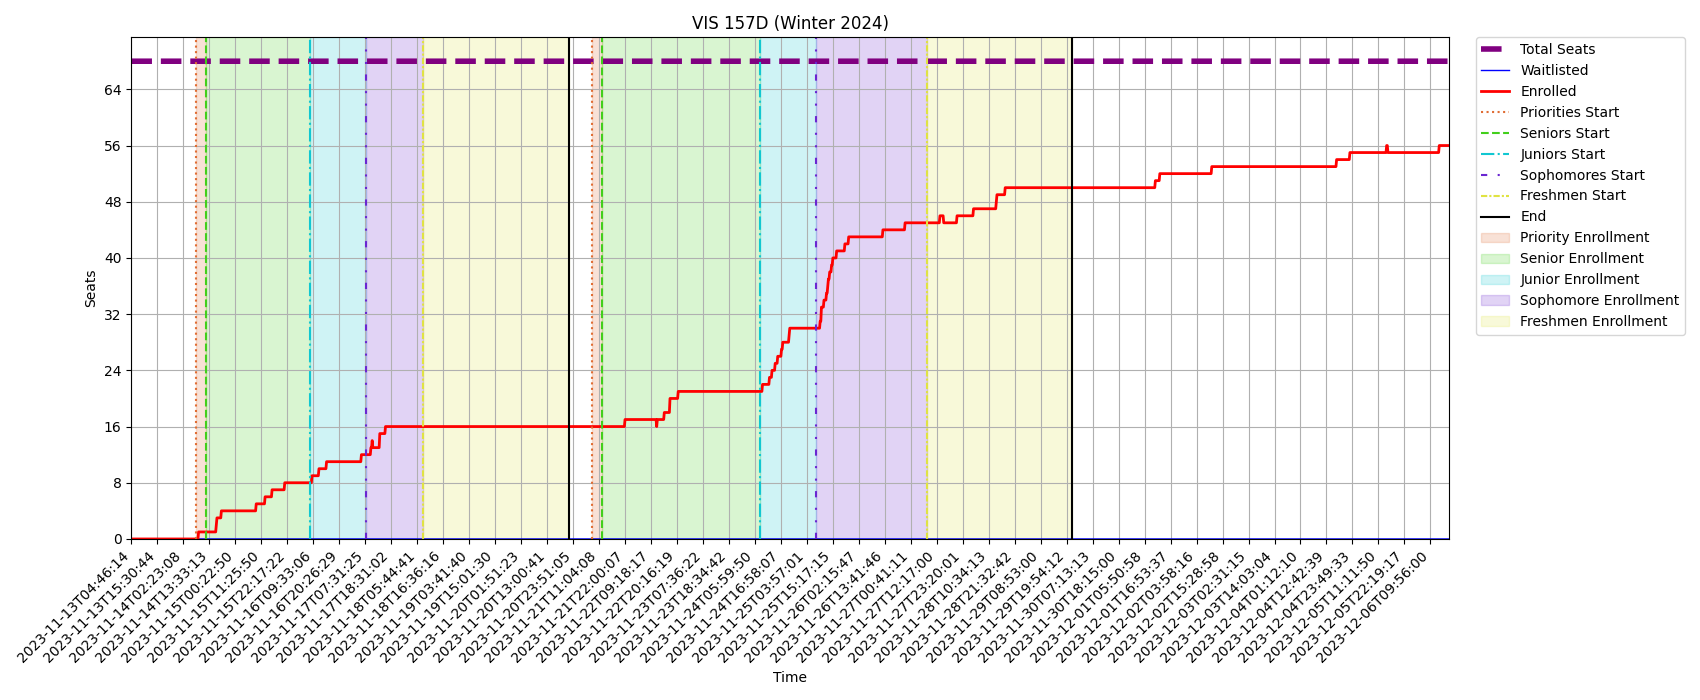 VIS 157D (Winter 2024)
Seats
64
56
48
40
32
24
16
8
0
2023-11-13T04:46:14
2023-11-13T15:30:44
2023-11-14T02:23:08
2023-11-14T13:33:13
2023-11-15T00:22:50
2023-11-15T11:25:50
2023-11-15T22:17:22
2023-11-16T09:33:06
2023-11-16T20:26:29
2023-11-17T07:31:25
2023-11-17T18:31:02
2023-11-18T05:44:41
2023-11-18T16:36:16
2023-11-19T03:41:40
2023-11-19T15:01:30
2023-11-20T01:51:23
2023-11-20T13:00:41
2023-11-20T23:51:05
2023-11-21T11:04:08
2023-11-21T22:00:07
2023-11-22T09:18:17
2023-11-22T20:16:19
2023-11-23T07:36:22
2023-11-23T18:34:42
2023-11-24T05:59:50
2023-11-24T16:58:07
2023-11-25T03:57:01
2023-11-25T15:17:15
2023-11-26T02:15:47
2023-11-26T13:41:46
2023-11-27T00:41:11
2023-11-27T12:17:00
2023-11-27T23:20:01
2023-11-28T10:34:13
2023-11-28T21:32:42
2023-11-29T08:53:00
2023-11-29T19:54:12
2023-11-30T07:13:13
2023-11-30T18:15:00
2023-12-01T05:50:58
2023-12-01T16:53:37
2023-12-02T03:58:16
2023-12-02T15:28:58
2023-12-03T02:31:15
2023-12-03T14:03:04
2023-12-04T01:12:10
2023-12-04T12:42:39
2023-12-04T23:49:33
2023-12-05T11:11:50
2023-12-05T22:19:17
2023-12-06T09:56:00
Time
Total Seats
Waitlisted
Enrolled
Priorities Start
Seniors Start
Juniors Start
Sophomores Start
Freshmen Start
End
Priority Enrollment
Senior Enrollment
Junior Enrollment
Sophomore Enrollment
Freshmen Enrollment